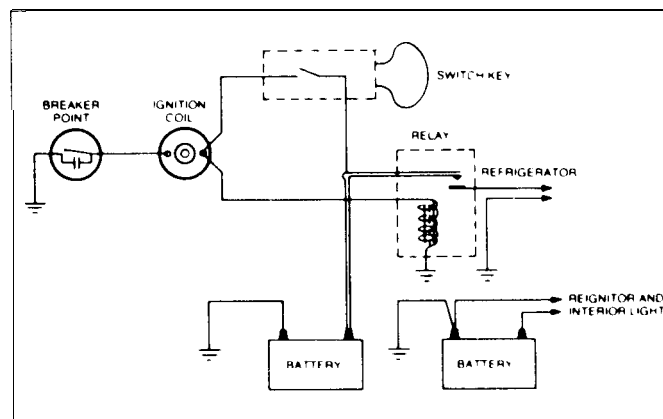 BREAKER
POINT
IGNITION
COIL
SWITCH KEY
RELAY
REFRIGERATOR
REIGNITOR AND
INTERIOR LIGHT
BATTERY
BATTERY